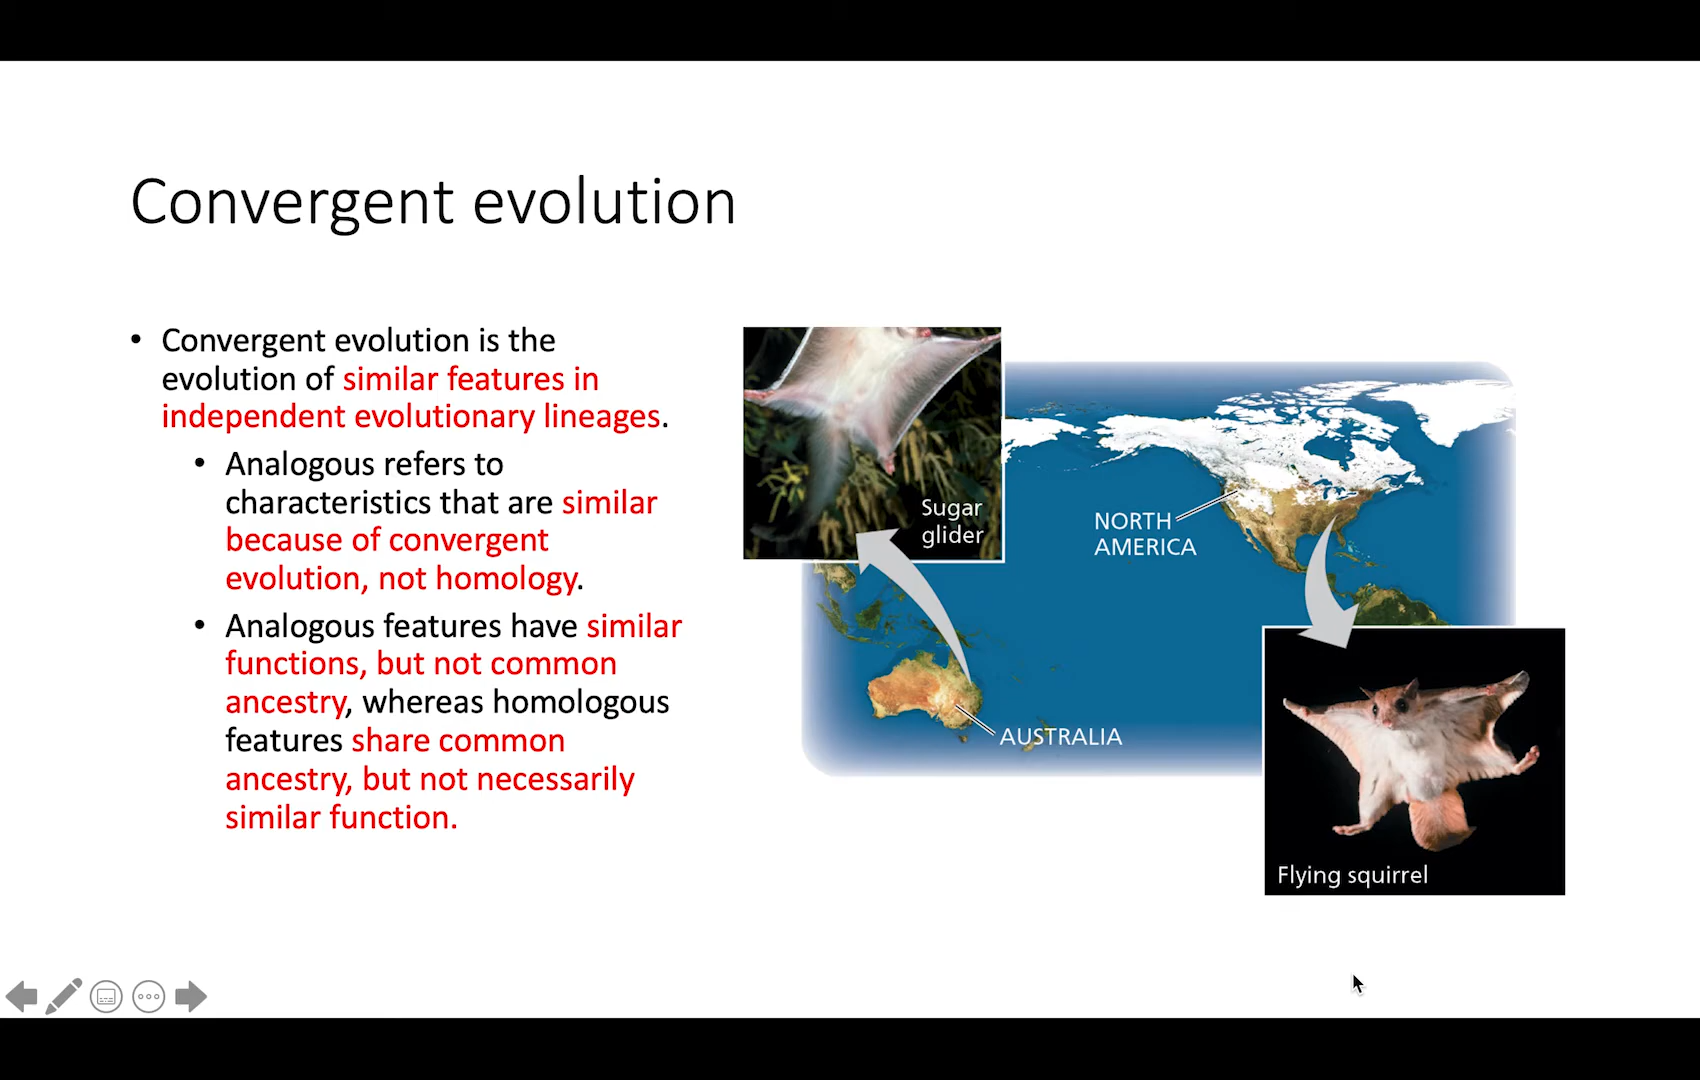 Convergent evolution
• Convergent evolution is the
evolution of similar features in
independent evolutionary lineages.
• Analogous refers to
characteristics that are similar
because of convergent
evolution, not homology.
• Analogous features have similar
functions, but not common
ancestry, whereas homologous
features share common
ancestry, but not necessarily
similar function.
Sugar
glider
NORTH
AMERICA
AUSTRALIA
Flying squirrel